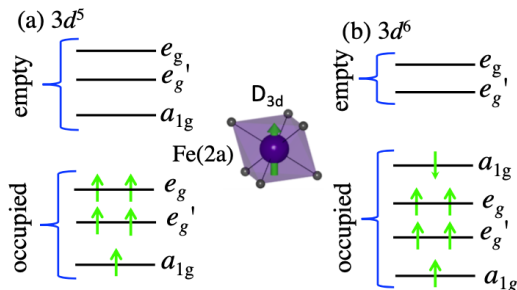 (a) 3d⁵
empty
e_g
e_g'
a_1g
occupied
e_g
e_g'
a_1g
D_3d
Fe(2a)
(b) 3d⁶
empty
e_g
e_g'
occupied
a_1g
e_g
e_g'
a_1g